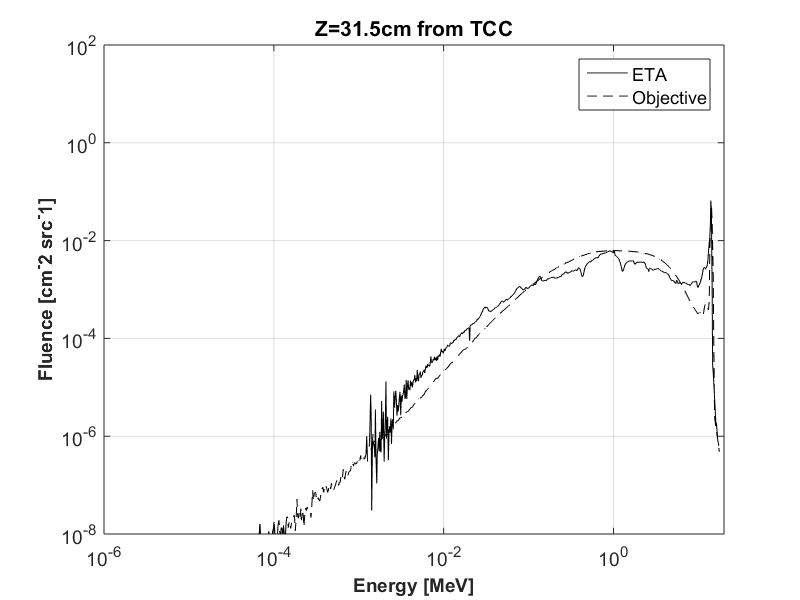 Z=31.5cm from TCC
ETA
Objective
10^2
10^0
10^-2
10^-4
10^-6
10^-8
Fluence [cm^-2 src^-1]
10^-6
10^-4
10^-2
10^0
Energy [MeV]